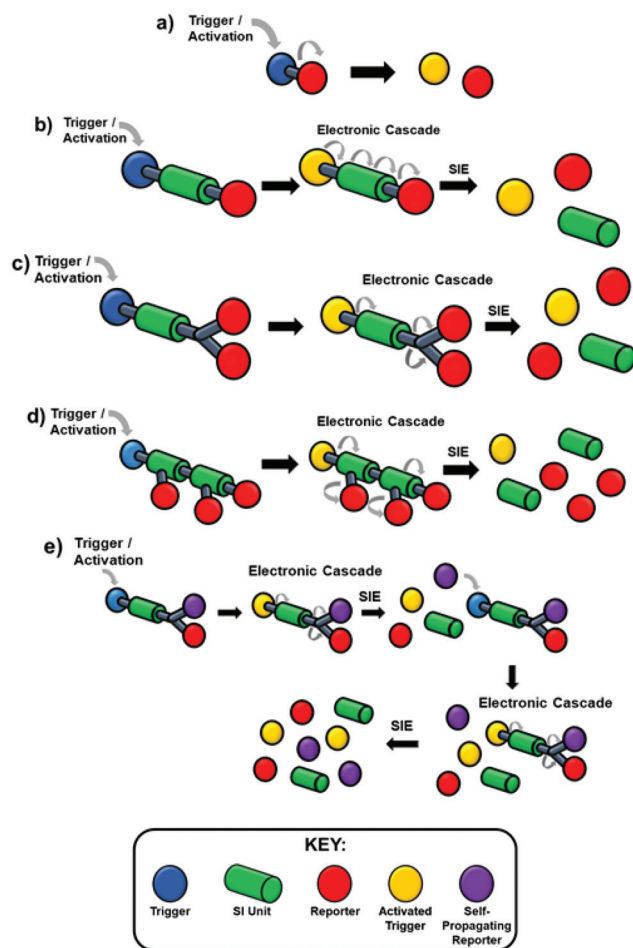 Trigger /
Activation
a)
b)
Trigger /
Activation
Electronic Cascade
SIE
c)
Trigger /
Activation
Electronic Cascade
SIE
d)
Trigger /
Activation
Electronic Cascade
SIE
e)
Trigger /
Activation
Electronic Cascade
SIE
Electronic Cascade
SIE
KEY:
Trigger
SI Unit
Reporter
Activated
Trigger
Self-
Propagating
Reporter